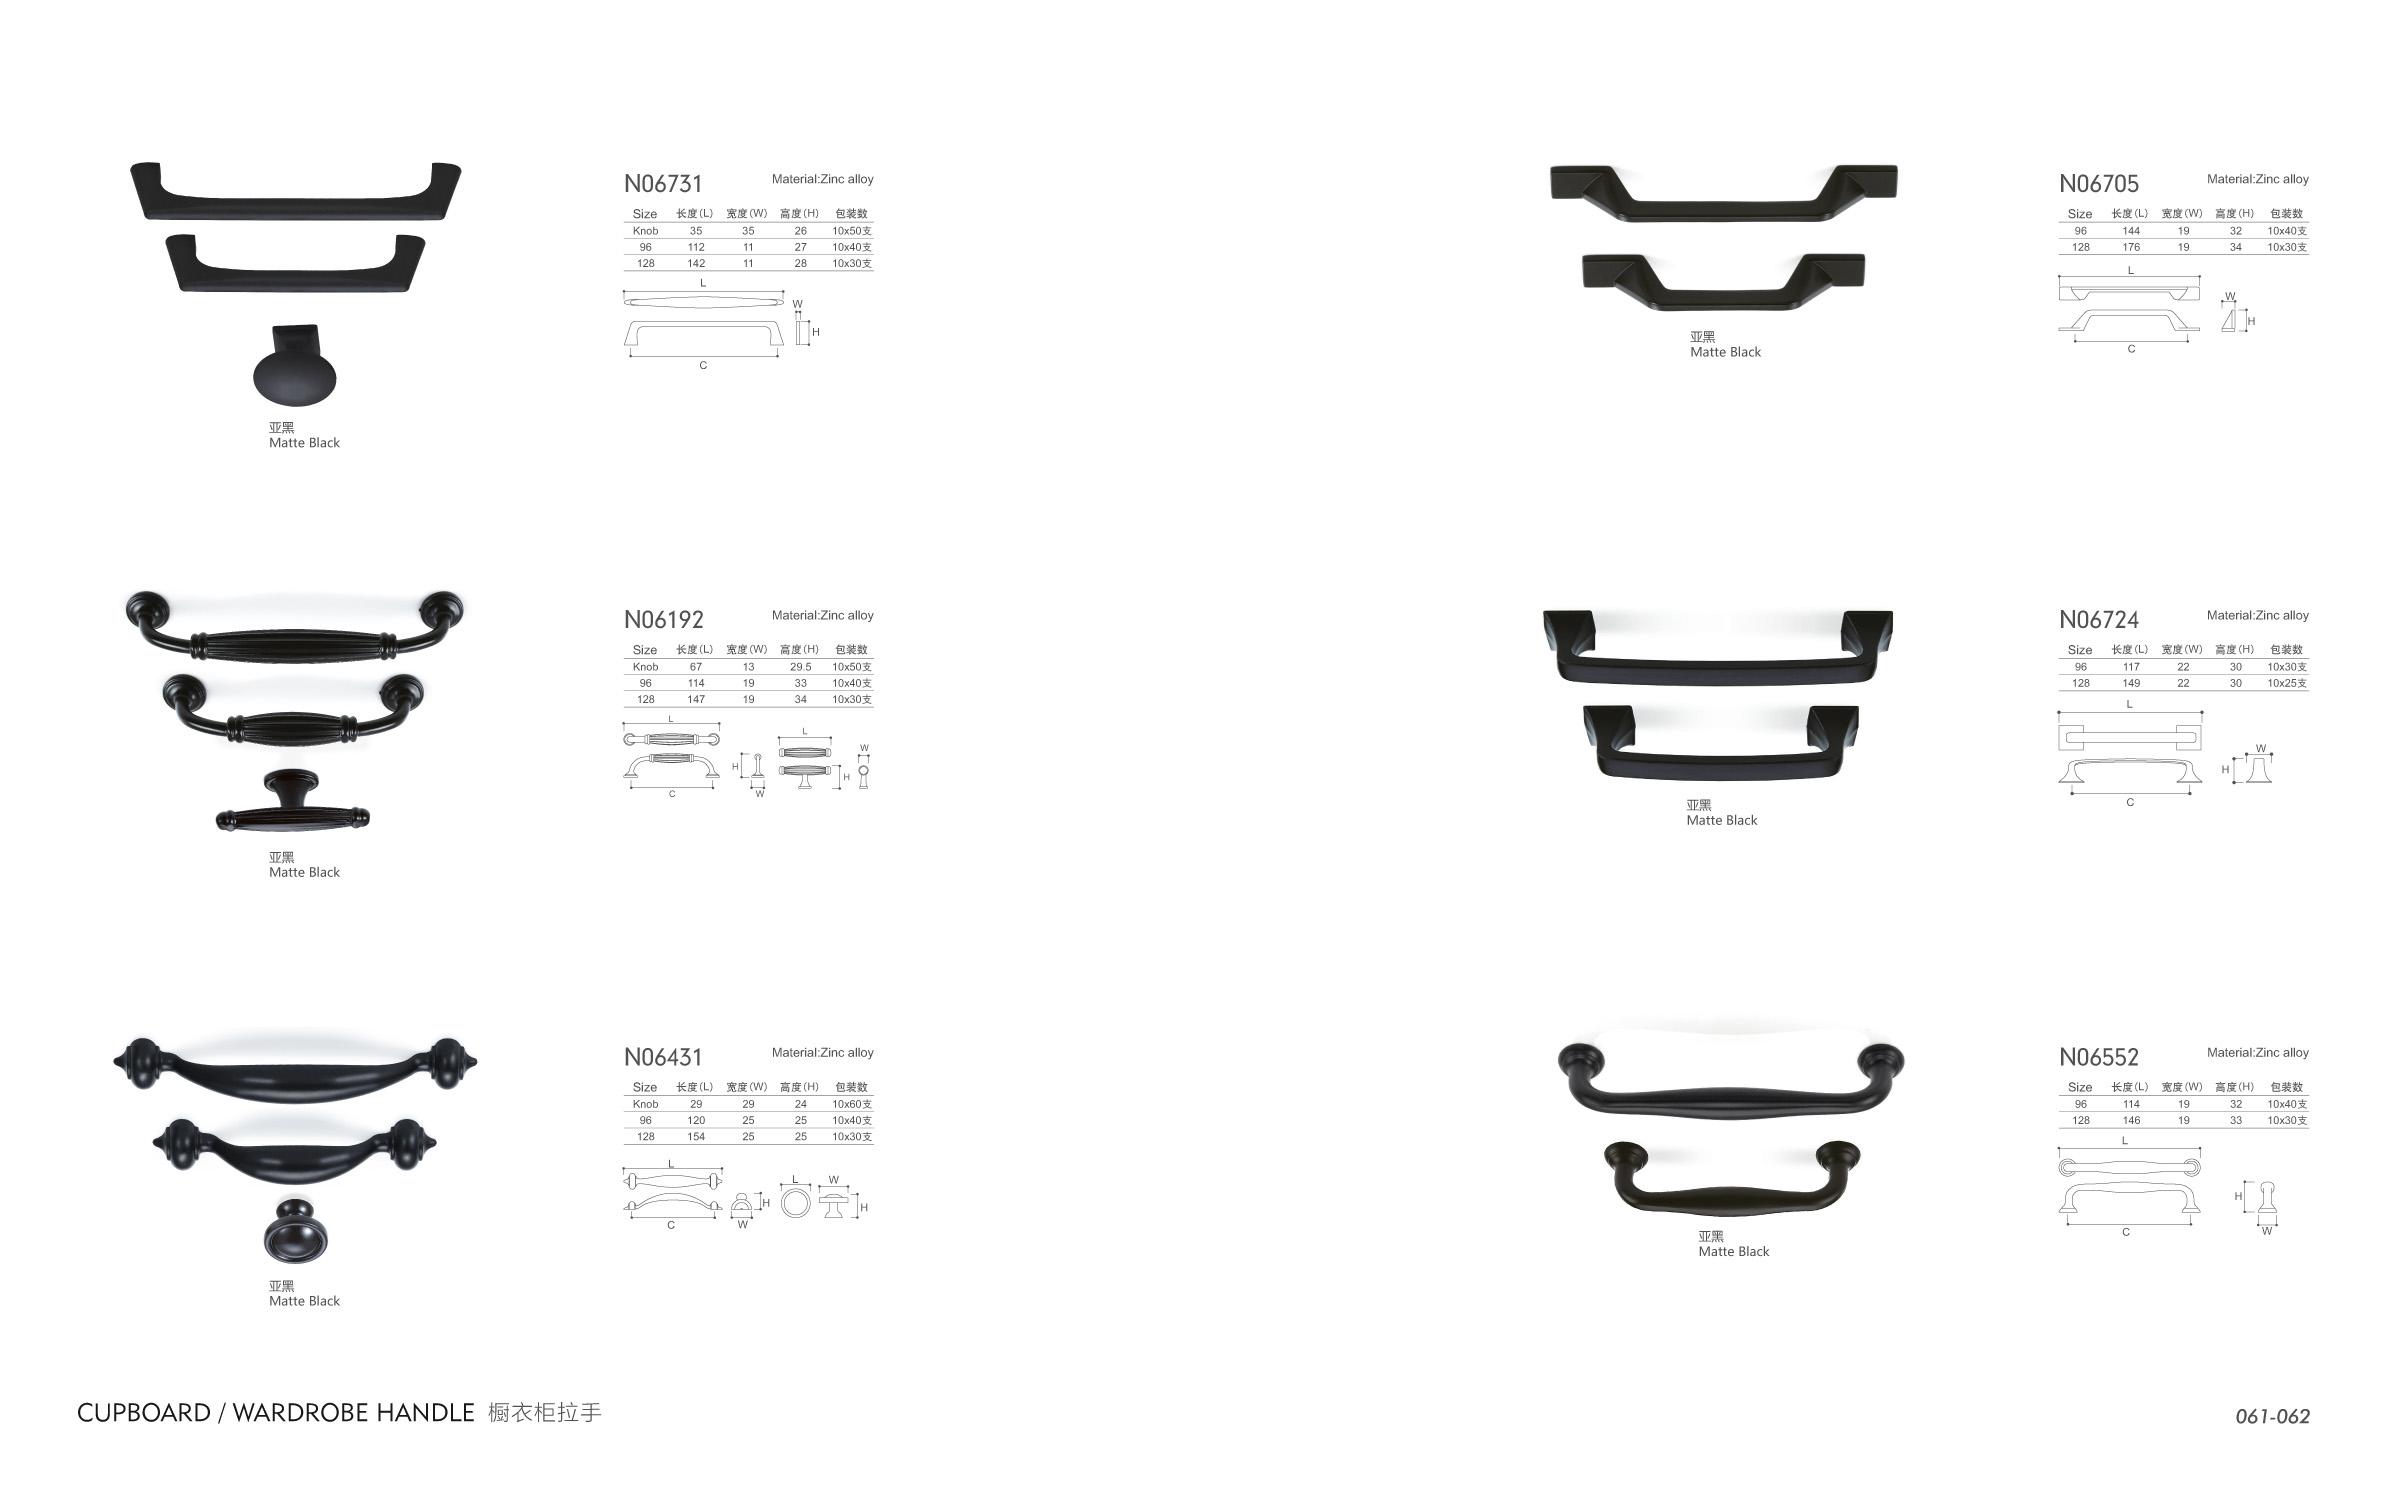 N06731 Material:Zinc alloy
Size 长度(L) 宽度(W) 高度(H) 包装数
Knob 35 35 26 10x50支
96 112 11 27 10x40支
128 142 11 28 10x30支
L
W
H
C
亚黑
Matte Black
N06192 Material:Zinc alloy
Size 长度(L) 宽度(W) 高度(H) 包装数
Knob 67 13 29.5 10x50支
96 114 19 33 10x40支
128 147 19 34 10x30支
L
L
W
H
H
C
W
亚黑
Matte Black
N06431 Material:Zinc alloy
Size 长度(L) 宽度(W) 高度(H) 包装数
Knob 29 29 24 10x60支
96 120 25 25 10x40支
128 154 25 25 10x30支
L
L
W
H
H
C
W
亚黑
Matte Black
N06705 Material:Zinc alloy
Size 长度(L) 宽度(W) 高度(H) 包装数
96 144 19 32 10x40支
128 176 19 34 10x30支
L
W
H
C
亚黑
Matte Black
N06724 Material:Zinc alloy
Size 长度(L) 宽度(W) 高度(H) 包装数
96 117 22 30 10x30支
128 149 22 30 10x25支
L
W
H
C
亚黑
Matte Black
N06552 Material:Zinc alloy
Size 长度(L) 宽度(W) 高度(H) 包装数
96 114 19 32 10x40支
128 146 19 33 10x30支
L
H
W
C
亚黑
Matte Black
CUPBOARD / WARDROBE HANDLE 橱衣柜拉手
061-062